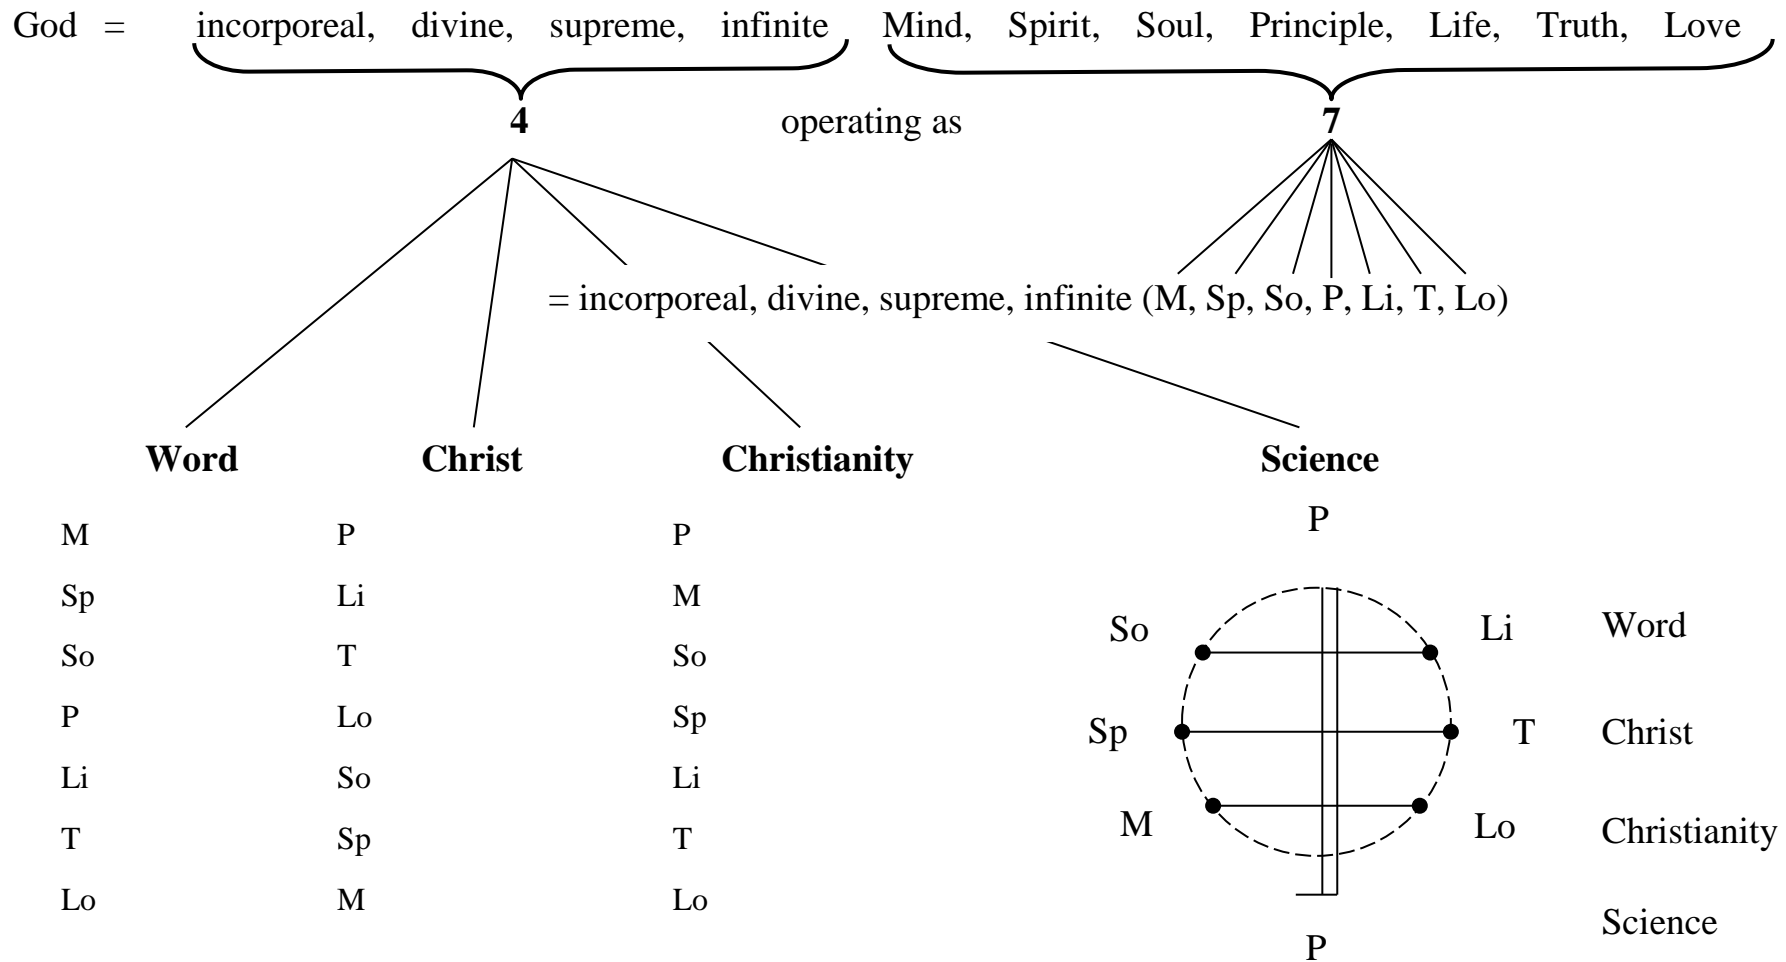 God = incorporeal, divine, supreme, infinite Mind, Spirit, Soul, Principle, Life, Truth, Love
4 operating as 7
= incorporeal, divine, supreme, infinite (M, Sp, So, P, Li, T, Lo)
Word Christ Christianity Science
P
M P P
Sp Li M
So Li Word
So T So
P Lo Sp
Sp T Christ
Li So Li
M Lo Christianity
T Sp T
Lo M Lo
Science
P